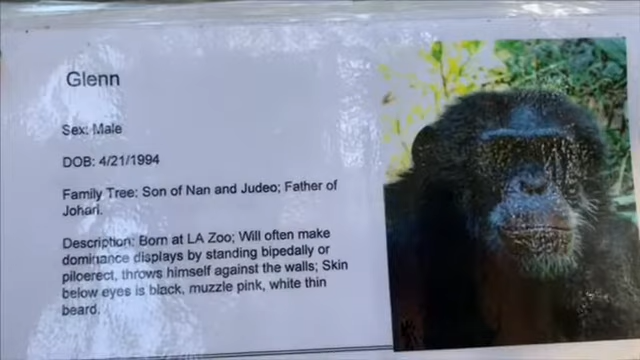 Glenn
Sex: Male
DOB: 4/21/1994
Family Tree: Son of Nan and Judeo; Father of
Johari.
Description: Born at LA Zoo; Will often make
dominance displays by standing bipedally or
piloerect, throws himself against the walls; Skin
below eyes is black, muzzle pink, white thin
beard.